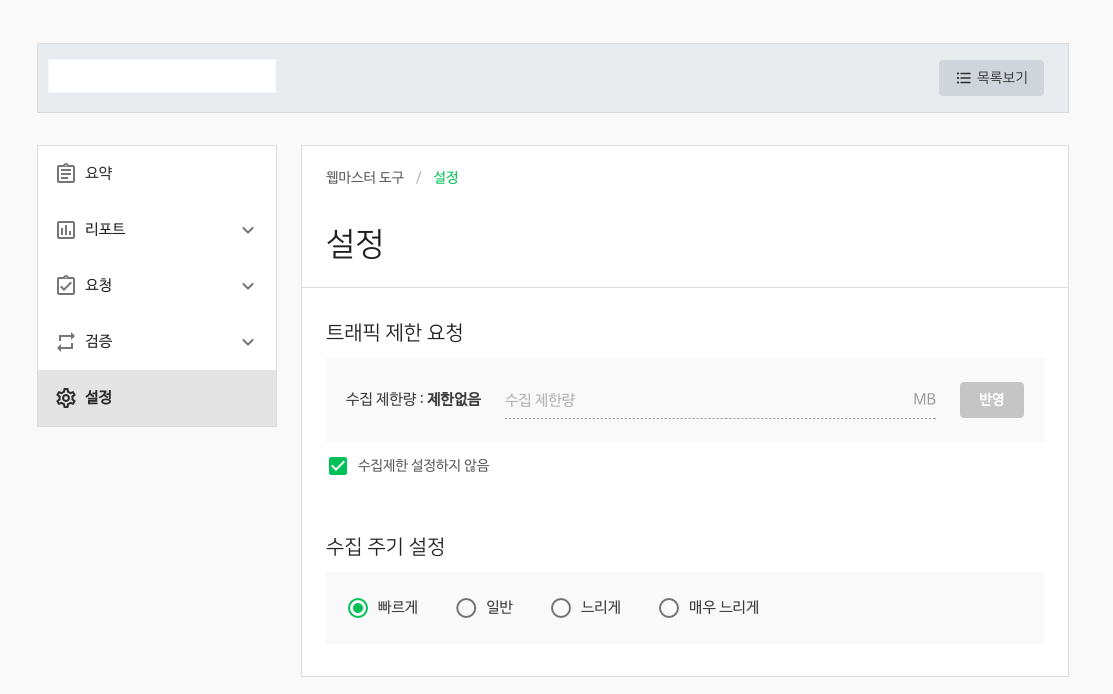 목록보기
요약
리포트
요청
검증
설정
웹마스터 도구 / 설정
설정
트래픽 제한 요청
수집 제한량 : 제한없음 수집 제한량 MB 반영
수집제한 설정하지 않음
수집 주기 설정
빠르게 일반 느리게 매우 느리게